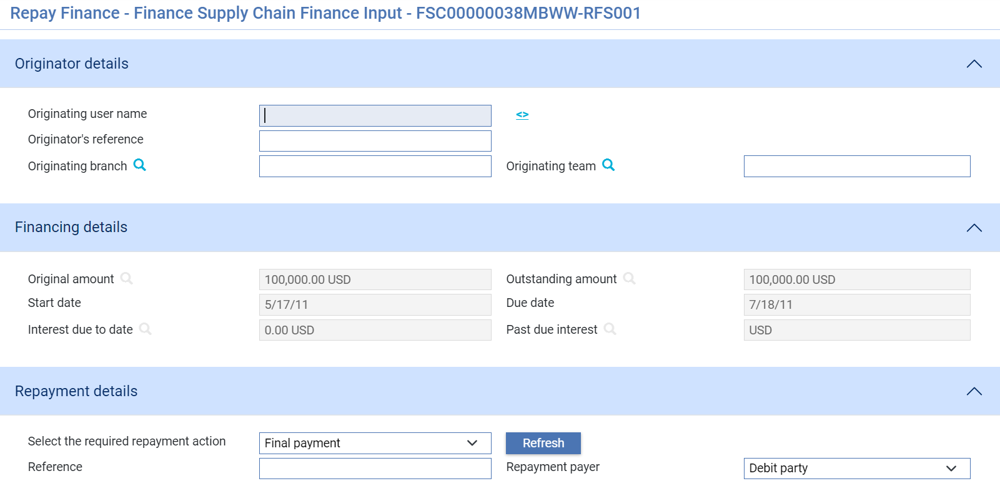 Repay Finance - Finance Supply Chain Finance Input - FSC00000038MBWW-RFS001
Originator details
Originating user name
<>
Originator's reference
Originating branch
Originating team
Financing details
Original amount 100,000.00 USD Outstanding amount 100,000.00 USD
Start date 5/17/11 Due date 7/18/11
Interest due to date 0.00 USD Past due interest USD
Repayment details
Select the required repayment action Final payment Refresh
Reference Repayment payer Debit party